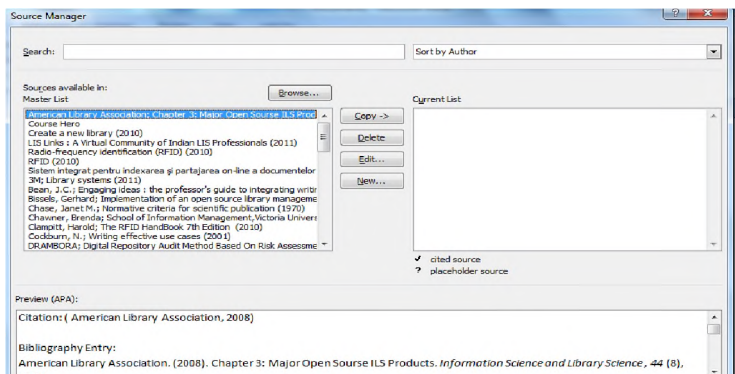 Source Manager
Search:
Sort by Author
Sources available in:
Master List
Browse...
Current List
American Library Association; Chapter 3: Major Open Sourse ILS Prod
Course Hero
Create a new library (2010)
LIS Links : A Virtual Community of Indian LIS Professionals (2011)
Radio-frequency identification (RFID) (2010)
RFID (2010)
Sistem integrat pentru indexarea şi partajarea on-line a documentelor
3M; Library systems (2011)
Bean, J.C.; Engaging ideas : the professor's guide to integrating writin
Bissels, Gerhard; Implementation of an open source library manageme
Chase, Janet M.; Normative criteria for scientific publication (1970)
Chawner, Brenda; School of Information Management,Victoria Univers
Clampitt, Harold; The RFID HandBook 7th Edition (2010)
Cockburn, N.; Writing effective use cases (2001)
DRAMBORA; Digital Repository Audit Method Based On Risk Assessme
Copy ->
Delete
Edit...
New...
✓ cited source
? placeholder source
Preview (APA):
Citation: ( American Library Association, 2008)
Bibliography Entry:
American Library Association. (2008). Chapter 3: Major Open Sourse ILS Products. Information Science and Library Science , 44 (8),